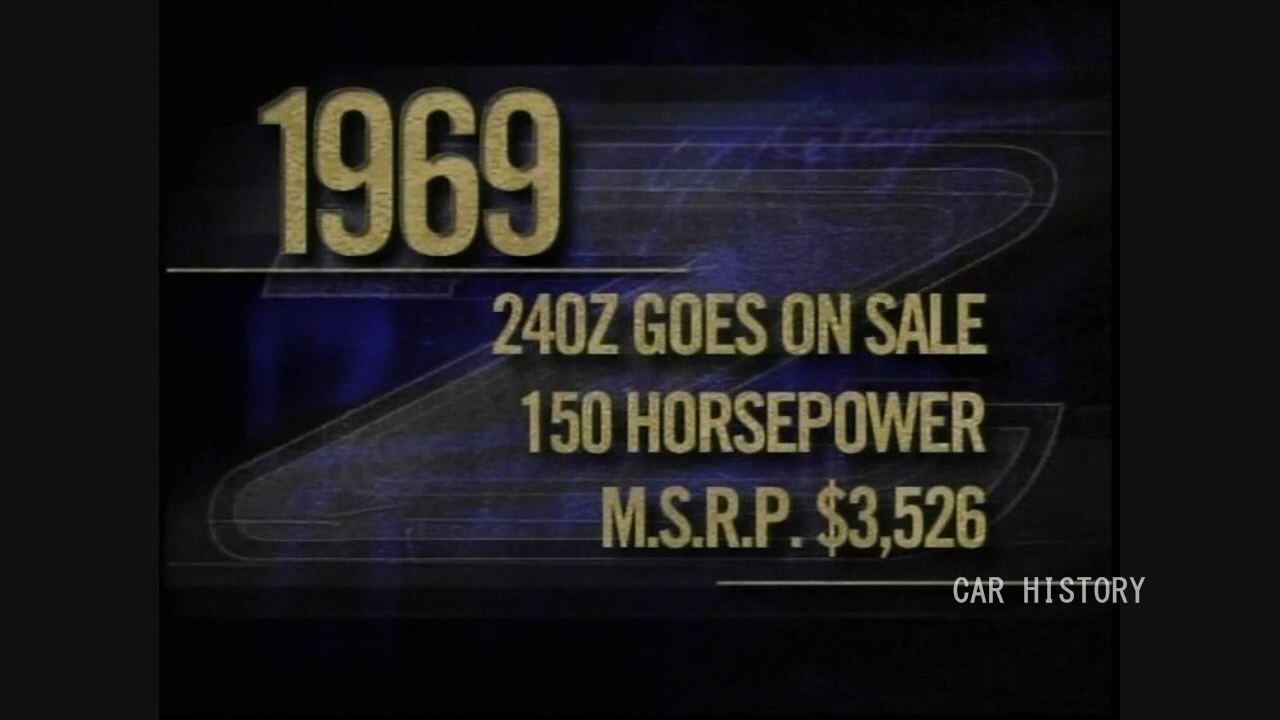 1969
240Z GOES ON SALE
150 HORSEPOWER
M.S.R.P. $3,526
CAR HISTORY